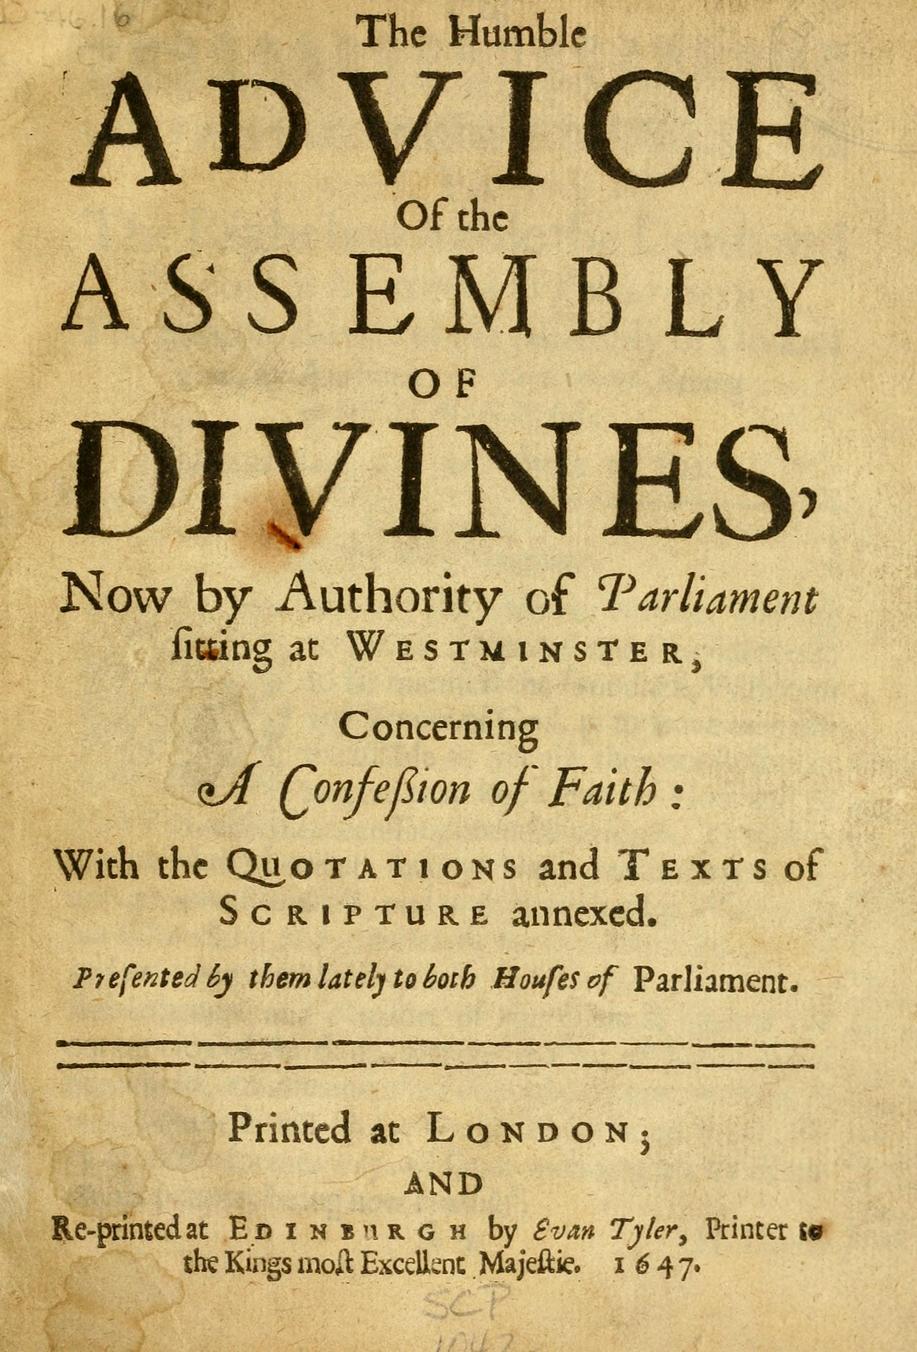 The Humble
ADVICE
Of the
ASSEMBLY
OF
DIVINES,
Now by Authority of Parliament
ſitting at WESTMINSTER,
Concerning
A Confeßion of Faith :
With the QUOTATIONS and TEXTS of
SCRIPTURE annexed.
Preſented by them lately to both Houſes of Parliament.
Printed at LONDON;
AND
Re-printed at EDINBURGH by Evan Tyler, Printer to
the Kings moſt Excellent Majeſtie. 1647.
SCP